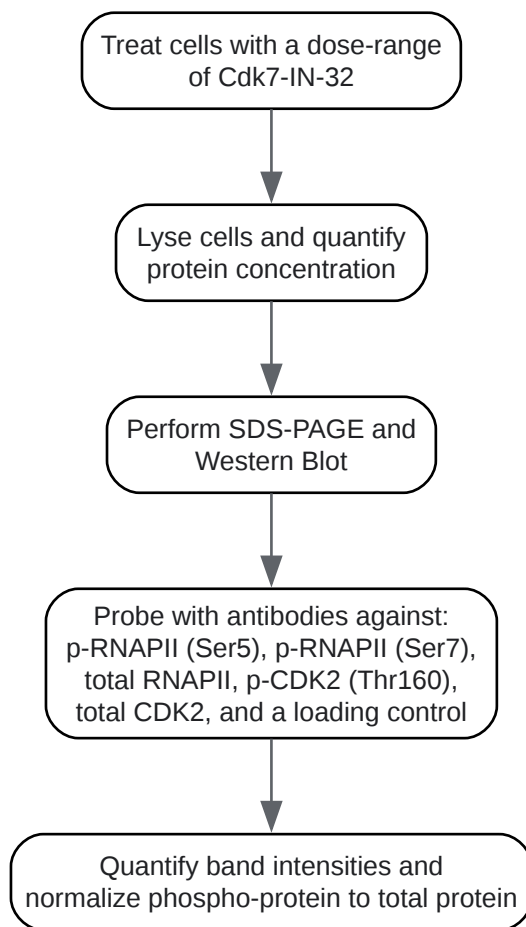 Treat cells with a dose-range
of Cdk7-IN-32
Lyse cells and quantify
protein concentration
Perform SDS-PAGE and
Western Blot
Probe with antibodies against:
p-RNAPII (Ser5), p-RNAPII (Ser7),
total RNAPII, p-CDK2 (Thr160),
total CDK2, and a loading control
Quantify band intensities and
normalize phospho-protein to total protein